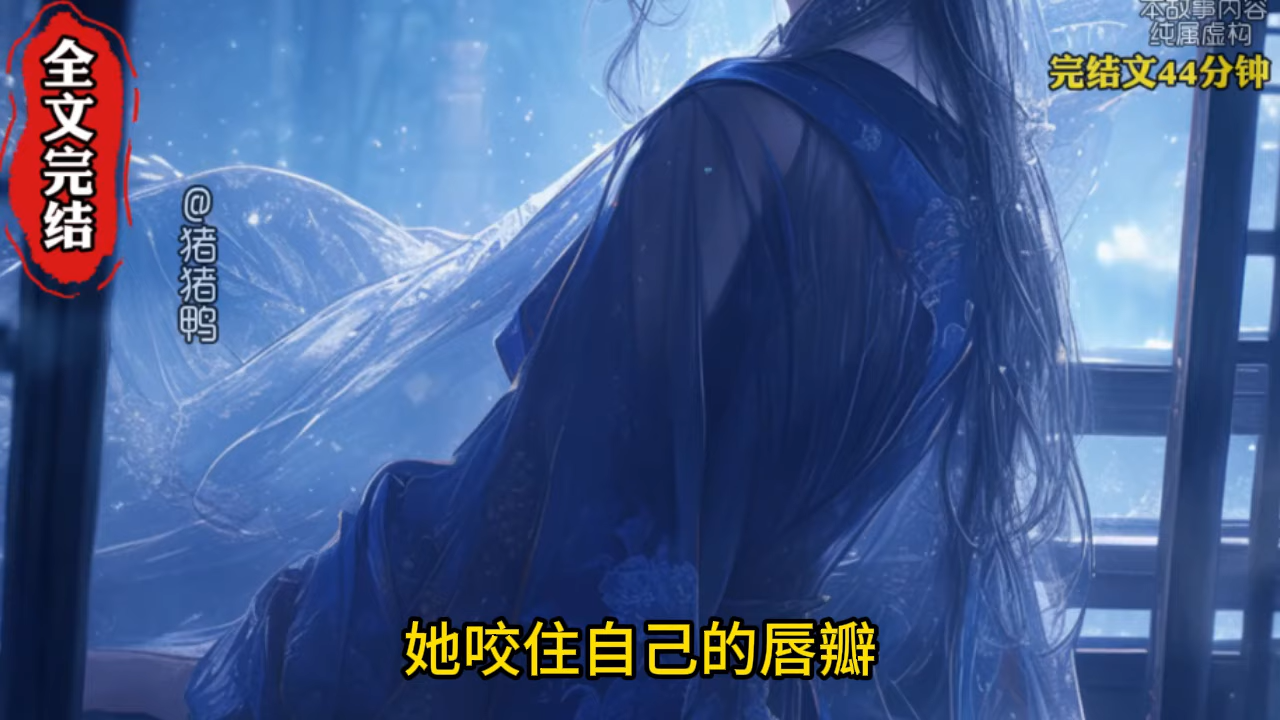 全文完结
@猪猪鸭
本故事内容
纯属虚构
完结文44分钟
她咬住自己的唇瓣